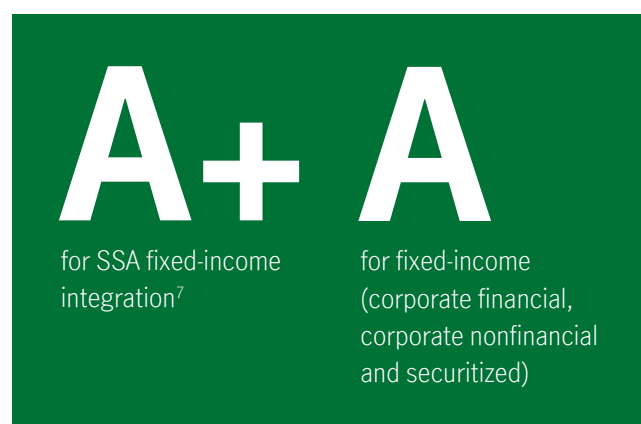 A+
for SSA fixed-income
integration⁷
A
for fixed-income
(corporate financial,
corporate nonfinancial
and securitized)